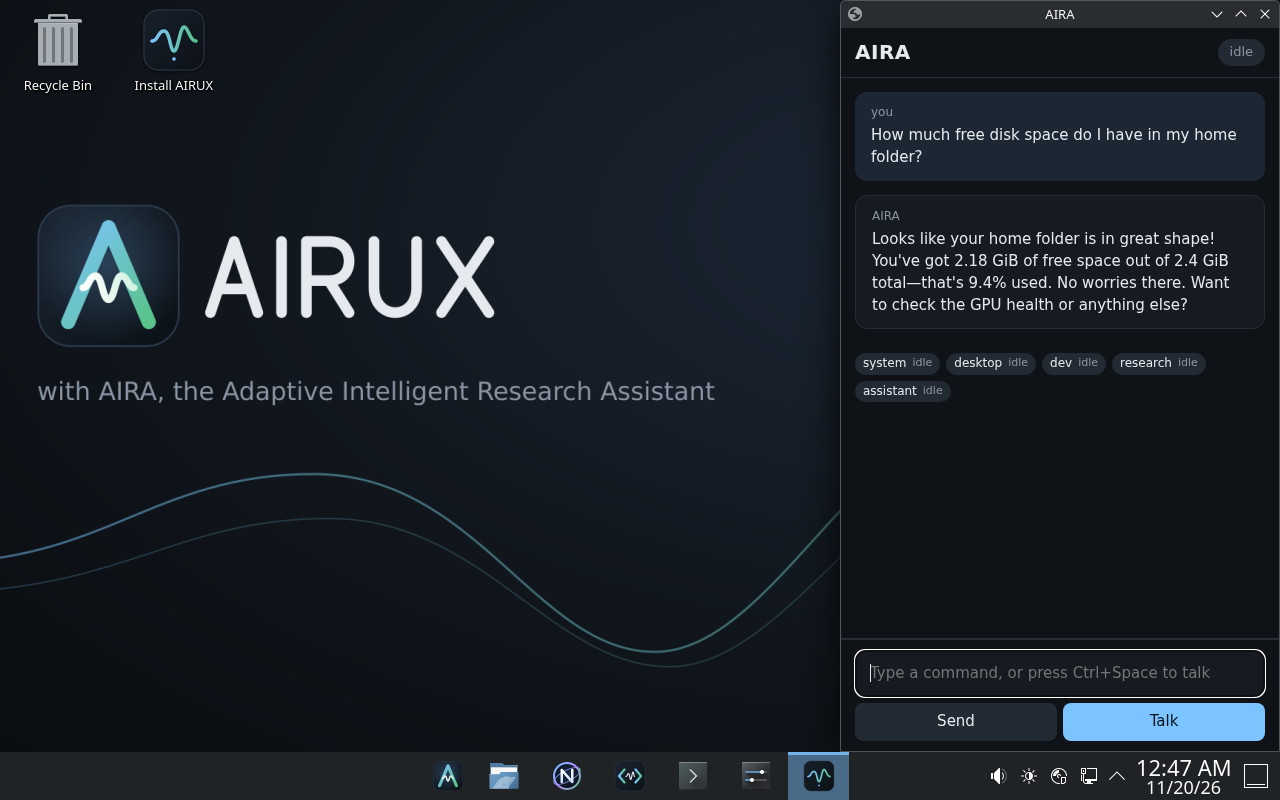 Recycle Bin
Install AIRUX
AIRUX
with AIRA, the Adaptive Intelligent Research Assistant
AIRA
AIRA
idle
you
How much free disk space do I have in my home
folder?
AIRA
Looks like your home folder is in great shape!
You've got 2.18 GiB of free space out of 2.4 GiB
total—that's 9.4% used. No worries there. Want
to check the GPU health or anything else?
system idle desktop idle dev idle research idle
assistant idle
Type a command, or press Ctrl+Space to talk
Send Talk
12:47 AM
11/20/26